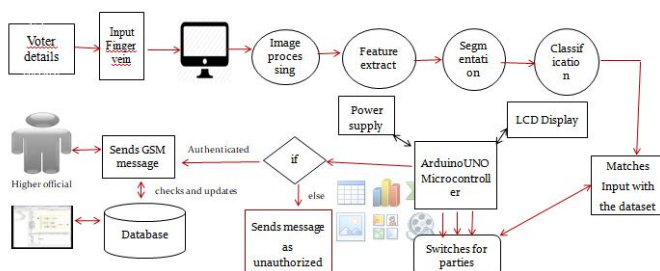 Voter
details
Input
Finger
vein
Image
proces
sing
Feature
extract
Segm
entati
on
Classif
icatio
n
Power
supply
LCD Display
Higher official
Sends GSM
message
Authenticated
if
ArduinoUNO
Microcontroll
er
Matches
Input with
the dataset
checks and updates
else
Database
Sends message
as
unauthorized
Switches for
parties